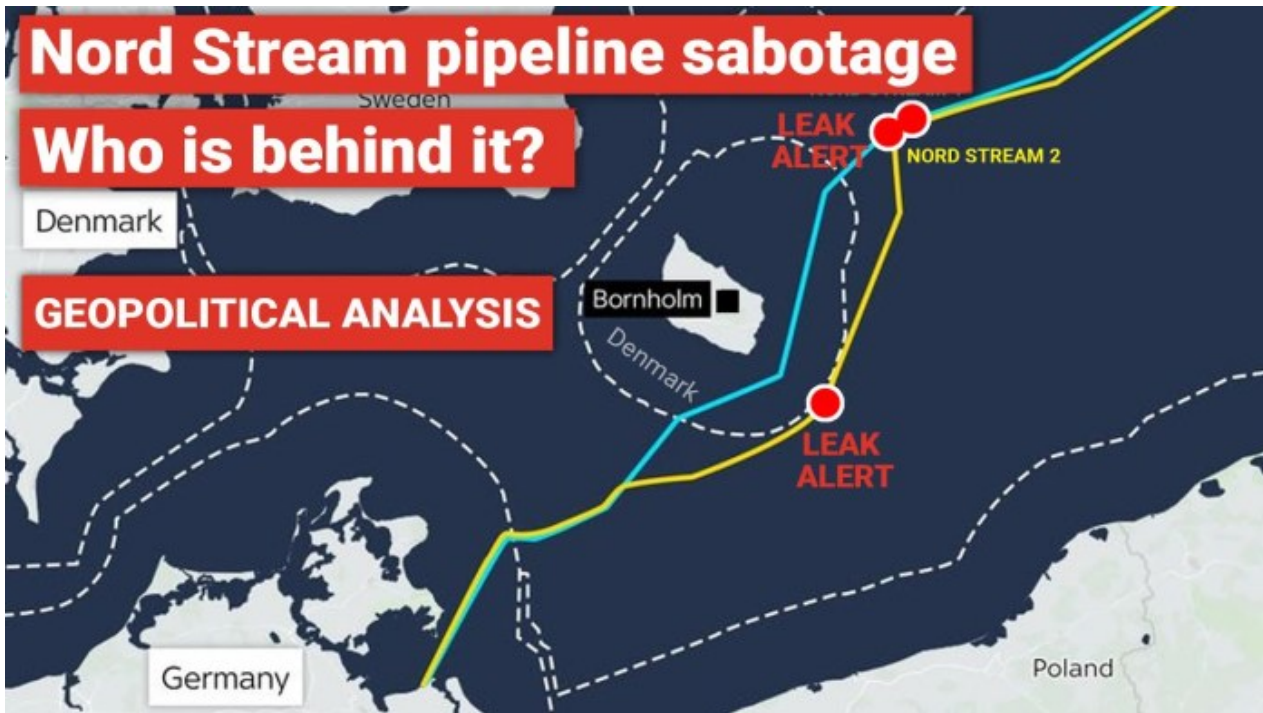 Nord Stream pipeline sabotage
Sweden
Who is behind it?
LEAK
ALERT
NORD STREAM 2
Denmark
GEOPOLITICAL ANALYSIS
Bornholm
Denmark
LEAK
ALERT
Germany
Poland